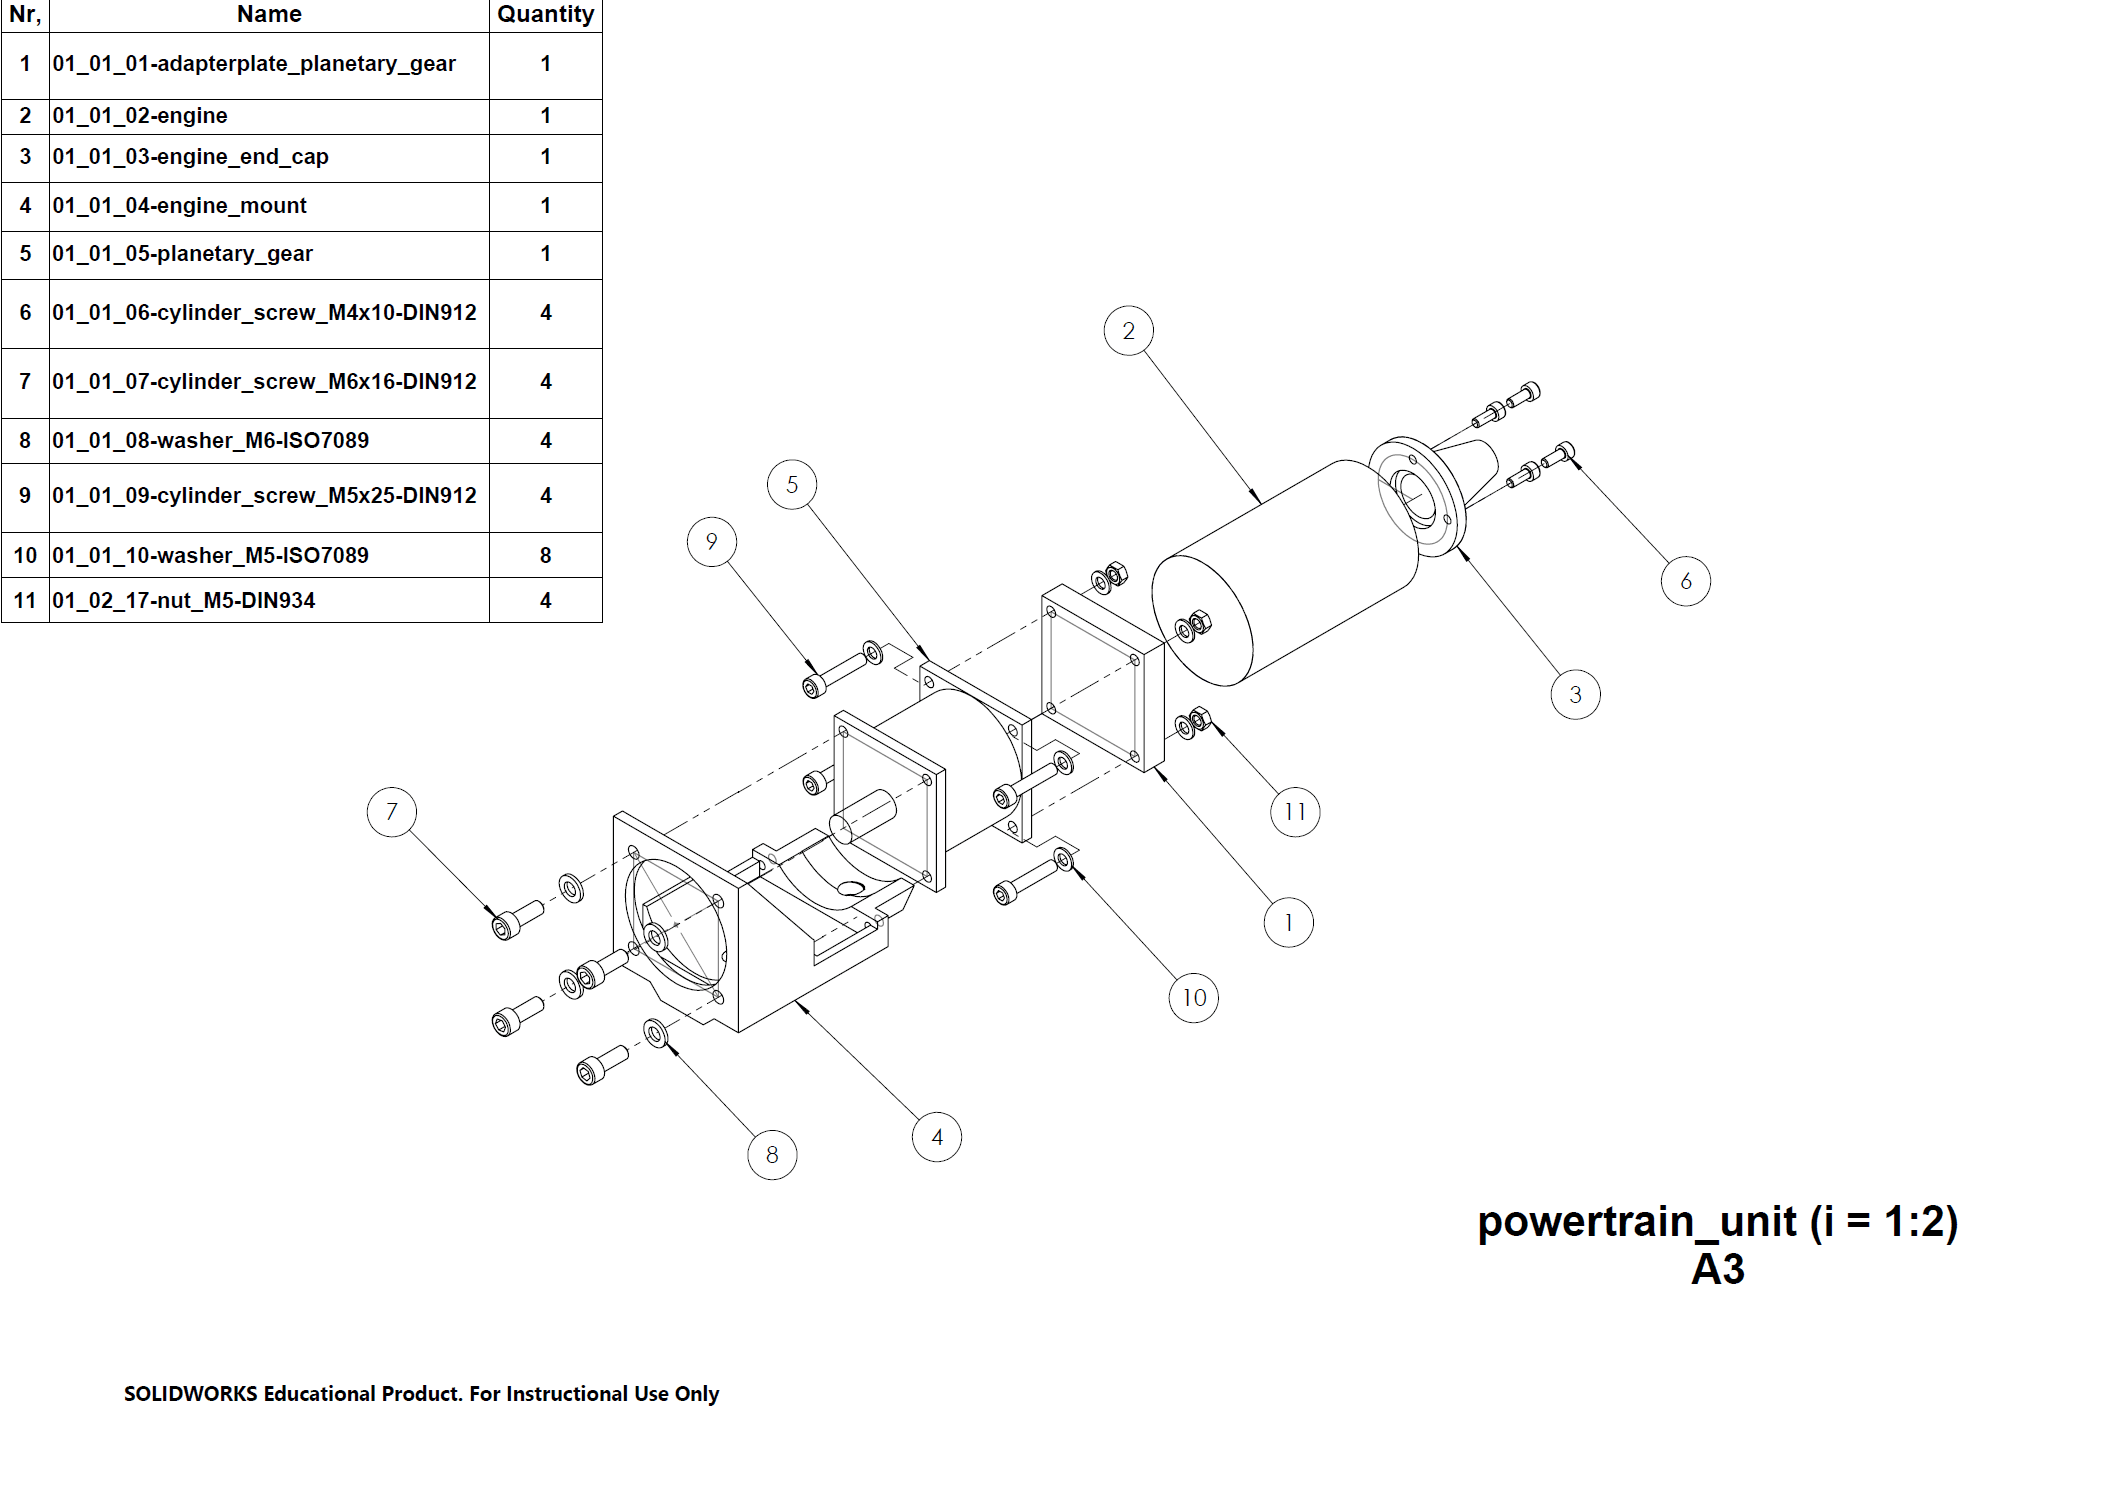 Nr, Name Quantity
1 01_01_01-adapterplate_planetary_gear 1
2 01_01_02-engine 1
3 01_01_03-engine_end_cap 1
4 01_01_04-engine_mount 1
5 01_01_05-planetary_gear 1
6 01_01_06-cylinder_screw_M4x10-DIN912 4
7 01_01_07-cylinder_screw_M6x16-DIN912 4
8 01_01_08-washer_M6-ISO7089 4
9 01_01_09-cylinder_screw_M5x25-DIN912 4
10 01_01_10-washer_M5-ISO7089 8
11 01_02_17-nut_M5-DIN934 4
2
5
9
6
3
7
11
1
10
4
8
powertrain_unit (i = 1:2)
A3
SOLIDWORKS Educational Product. For Instructional Use Only